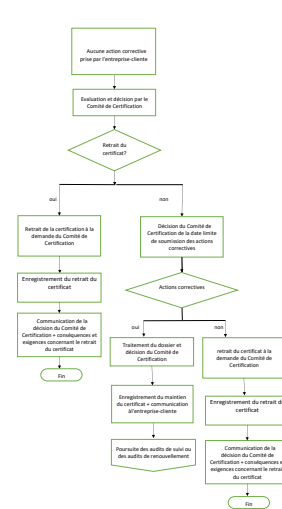 Aucune action corrective
prise par l'entreprise-cliente
Evaluation et décision par le
Comité de Certification
Retrait du
certificat?
oui
non
Retrait de la certification à la
demande du Comité de
Certification
Décision du Comité de
Certification de la date limite
de soumission des actions
correctives
Enregistrement du retrait du
certificat
Actions correctives
Communication de la
décision du Comité de
Certification + conséquences et
exigences concernant le retrait
du certificat
Fin
oui
non
Traitement du dossier et
décision du Comité de
Certification
retrait du certificat à la
demande du Comité de
Certification
Enregistrement du maintien
du certificat + communication
à l'entreprise-cliente
Enregistrement du retrait d
certificat
Poursuite des audits de suivi ou
des audits de renouvellement
Communication de la
décision du Comité de
Certification + conséquences e
exigences concernant le retrai
du certificat
Fin